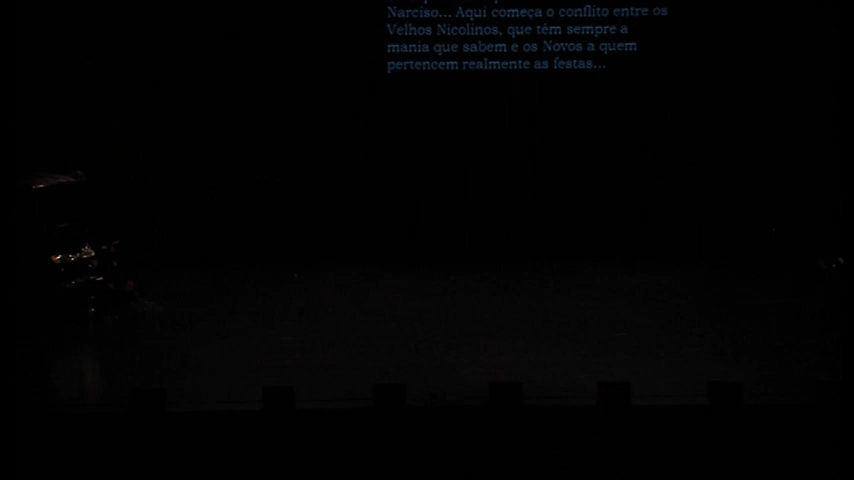 Narciso... Aqui começa o conflito entre os
Velhos Nicolinos, que têm sempre a
mania que sabem e os Novos a quem
pertencem realmente as festas...